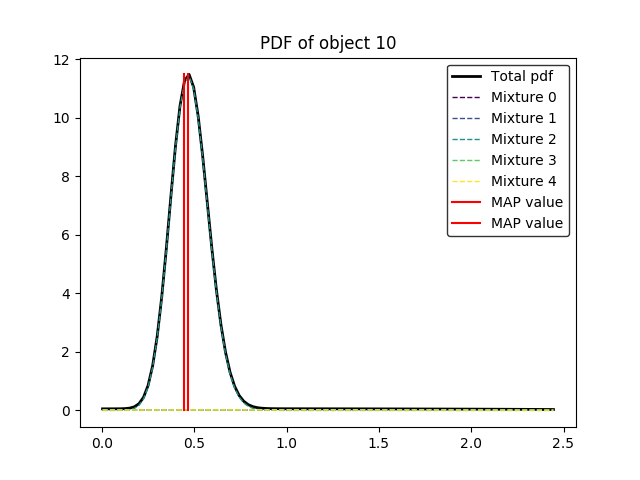 PDF of object 10
12
10
8
6
4
2
0
0.0
0.5
1.0
1.5
2.0
2.5
Total pdf
Mixture 0
Mixture 1
Mixture 2
Mixture 3
Mixture 4
MAP value
MAP value